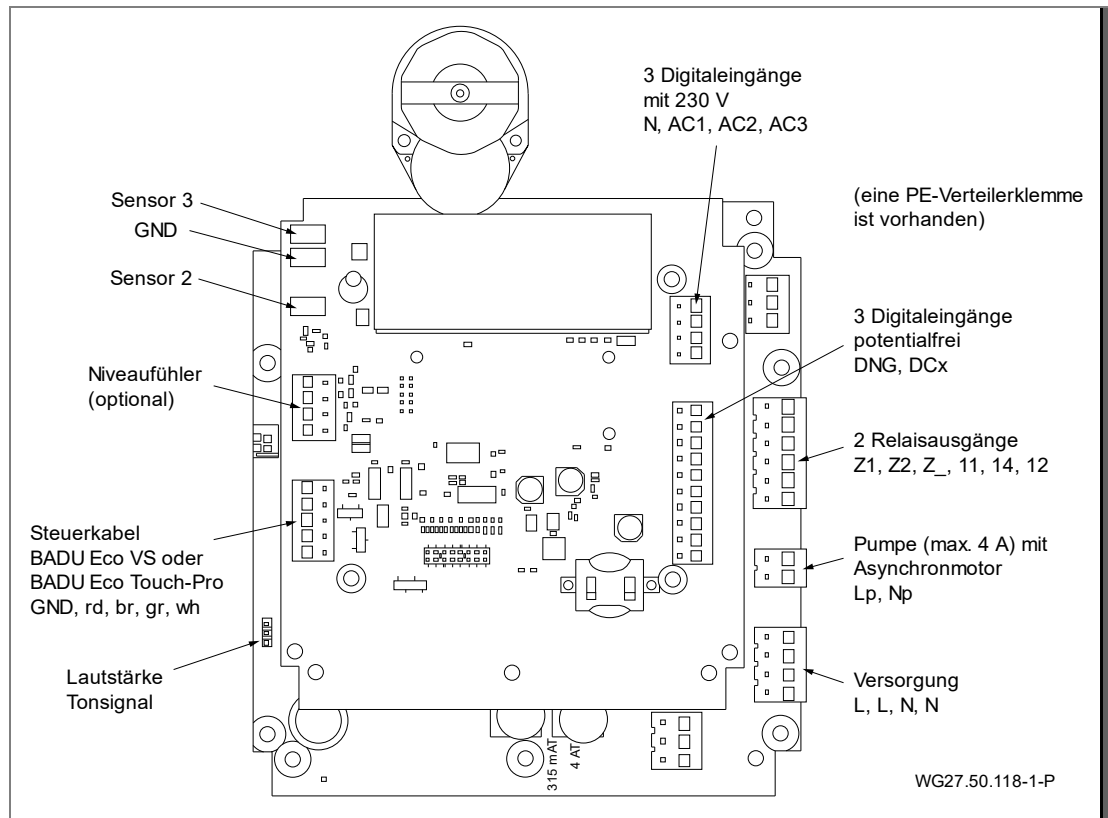 3 Digitaleingänge
mit 230 V
N, AC1, AC2, AC3
Sensor 3
GND
Sensor 2
(eine PE-Verteilerklemme
ist vorhanden)
3 Digitaleingänge
potentialfrei
DNG, DCx
Niveaufühler
(optional)
2 Relaisausgänge
Z1, Z2, Z_, 11, 14, 12
Steuerkabel
BADU Eco VS oder
BADU Eco Touch-Pro
GND, rd, br, gr, wh
Pumpe (max. 4 A) mit
Asynchronmotor
Lp, Np
Lautstärke
Tonsignal
Versorgung
L, L, N, N
315 mAT
4 AT
WG27.50.118-1-P